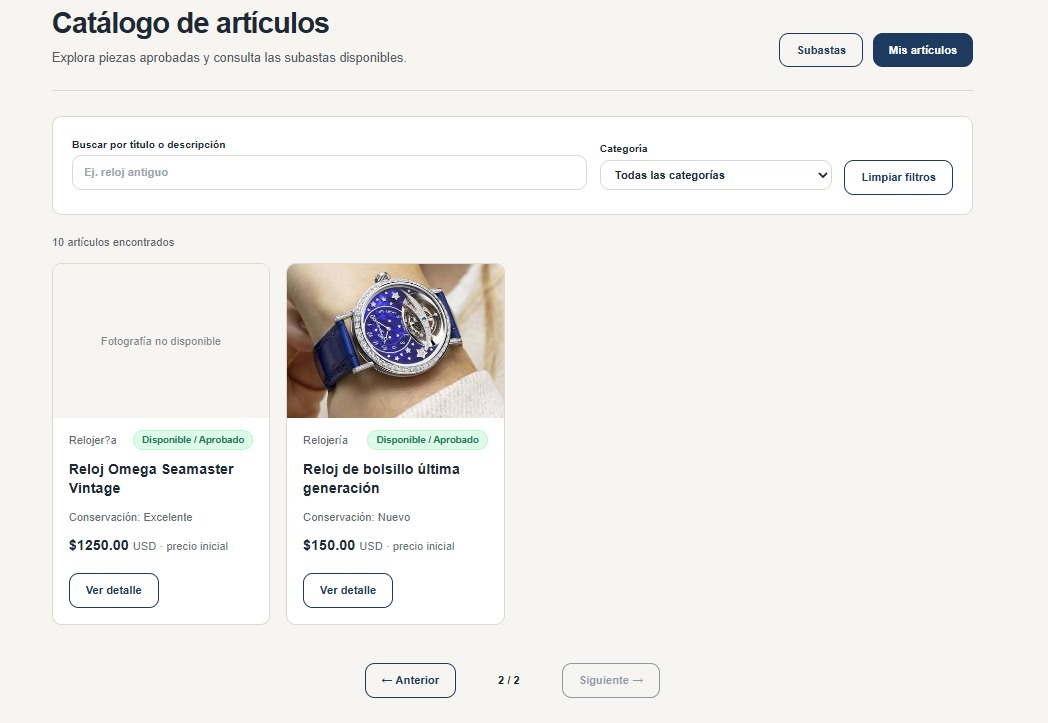 Catálogo de artículos
Explora piezas aprobadas y consulta las subastas disponibles.
Subastas
Mis artículos
Buscar por título o descripción
Ej. reloj antiguo
Categoría
Todas las categorías
Limpiar filtros
10 artículos encontrados
Fotografía no disponible
Relojer?a
Disponible / Aprobado
Reloj Omega Seamaster
Vintage
Conservación: Excelente
$1250.00 USD · precio inicial
Ver detalle
Relojería
Disponible / Aprobado
Reloj de bolsillo última
generación
Conservación: Nuevo
$150.00 USD · precio inicial
Ver detalle
← Anterior
2 / 2
Siguiente →